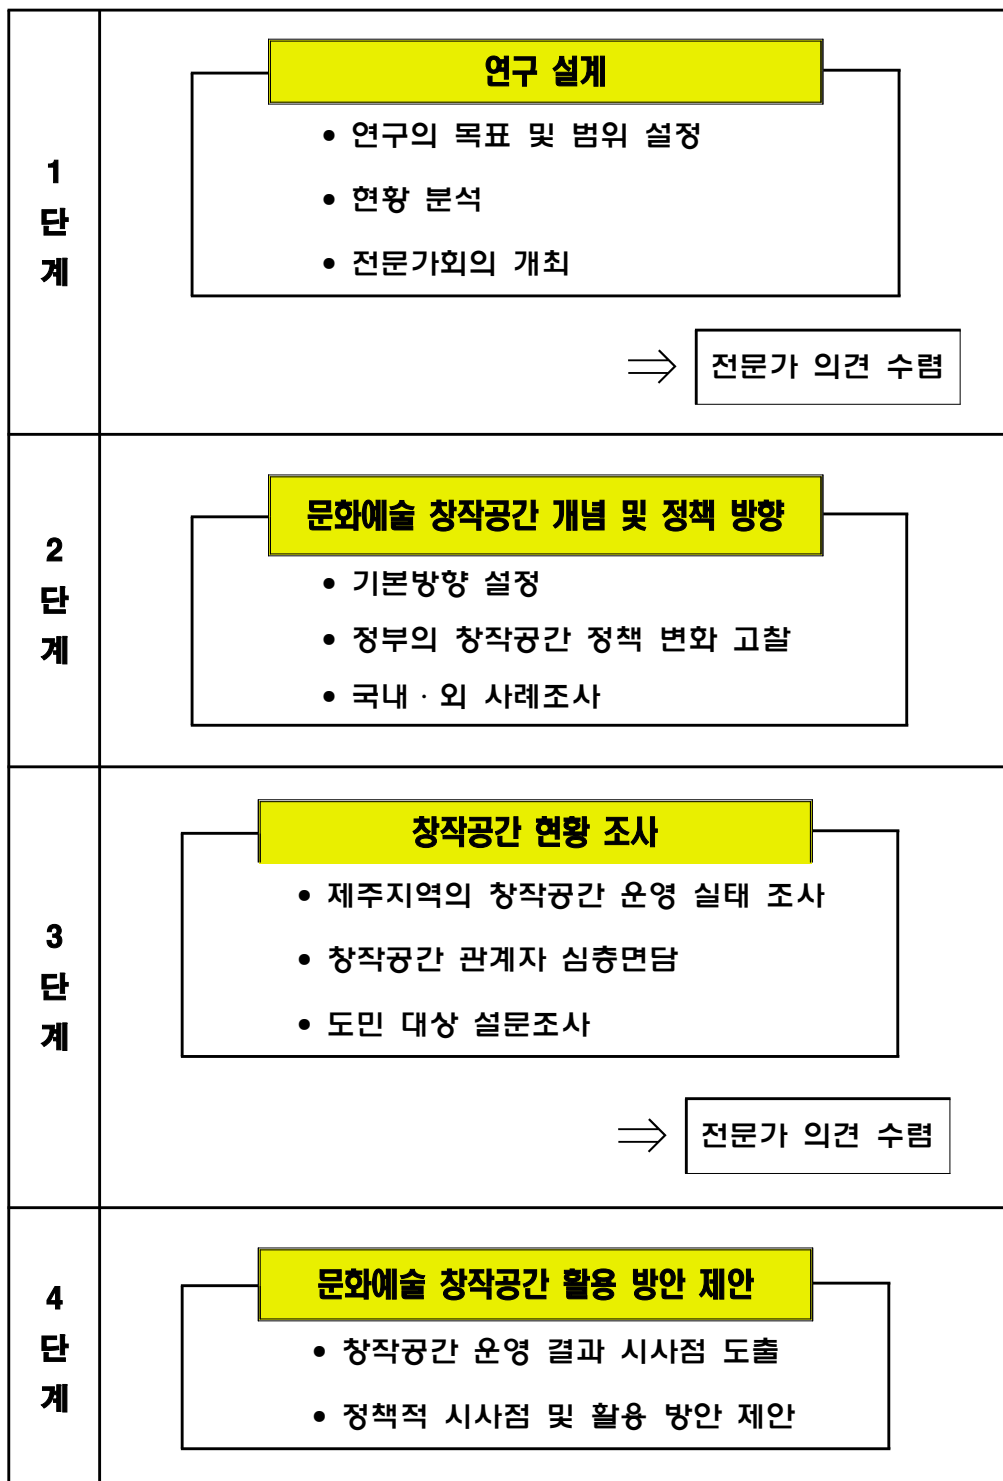 1
단
계
연구 설계
• 연구의 목표 및 범위 설정
• 현황 분석
• 전문가회의 개최
⇒ 전문가 의견 수렴
2
단
계
문화예술 창작공간 개념 및 정책 방향
• 기본방향 설정
• 정부의 창작공간 정책 변화 고찰
• 국내 · 외 사례조사
3
단
계
창작공간 현황 조사
• 제주지역의 창작공간 운영 실태 조사
• 창작공간 관계자 심층면담
• 도민 대상 설문조사
⇒ 전문가 의견 수렴
4
단
계
문화예술 창작공간 활용 방안 제안
• 창작공간 운영 결과 시사점 도출
• 정책적 시사점 및 활용 방안 제안